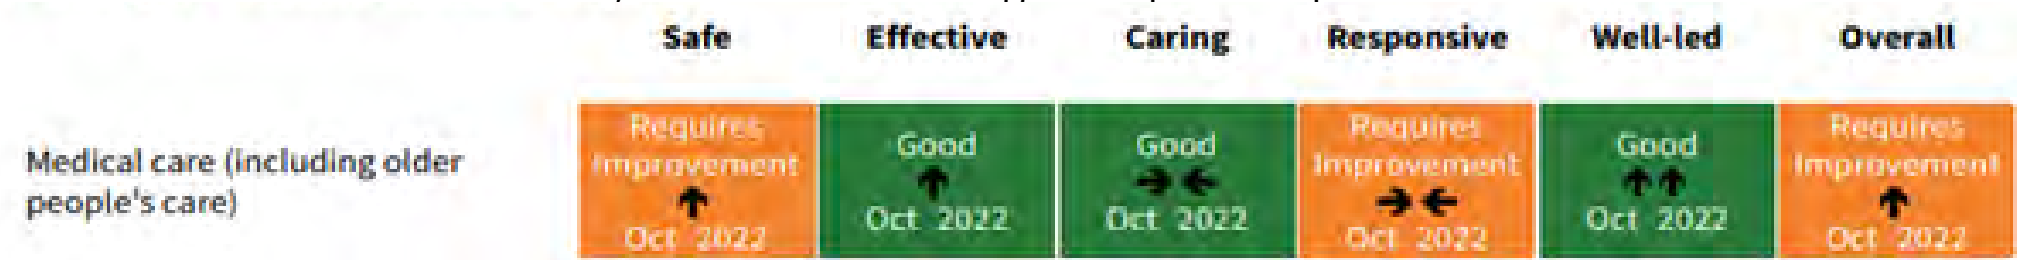 Safe Effective Caring Responsive Well-led Overall
Medical care (including older
people's care)
Requires
Improvement
↑
Oct 2022
Good
↑
Oct 2022
Good
→←
Oct 2022
Requires
Improvement
→←
Oct 2022
Good
↑↑
Oct 2022
Requires
Improvement
↑
Oct 2022